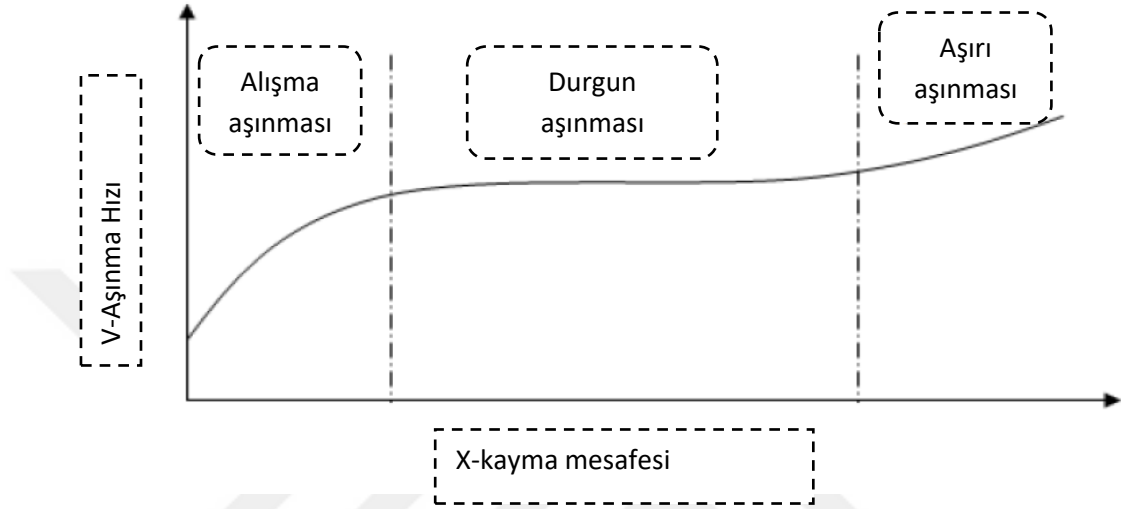 Alışma
aşınması
Durgun
aşınması
Aşırı
aşınması
V-Aşınma Hızı
X-kayma mesafesi